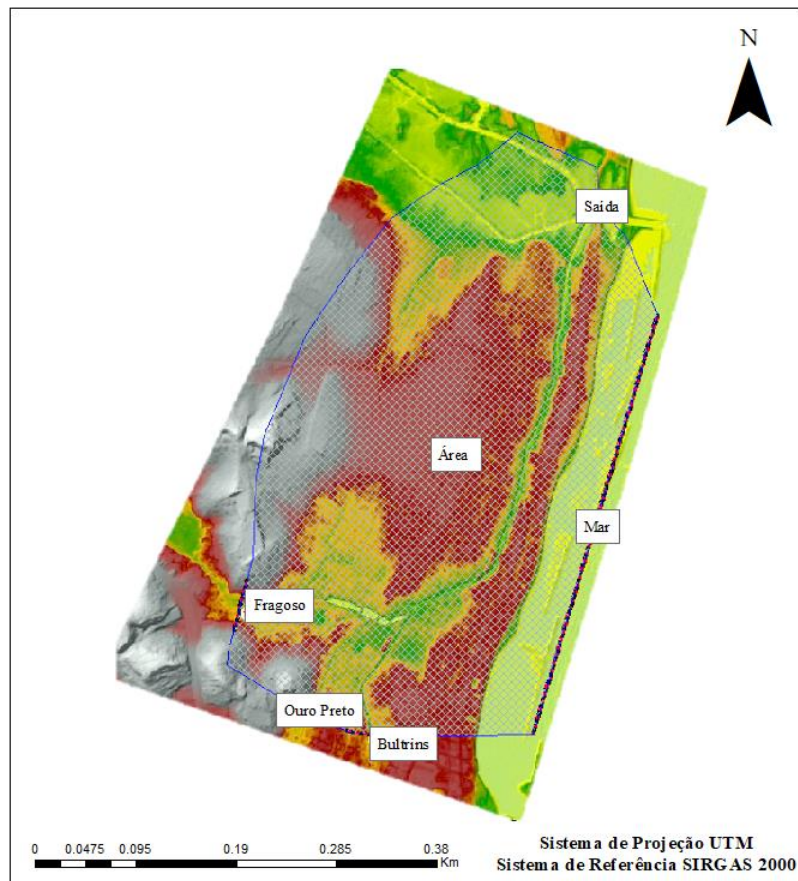 N
Saída
Área
Mar
Fragoso
Ouro Preto
Bultrins
0 0.0475 0.095 0.19 0.285 0.38
Km
Sistema de Projeção UTM
Sistema de Referência SIRGAS 2000